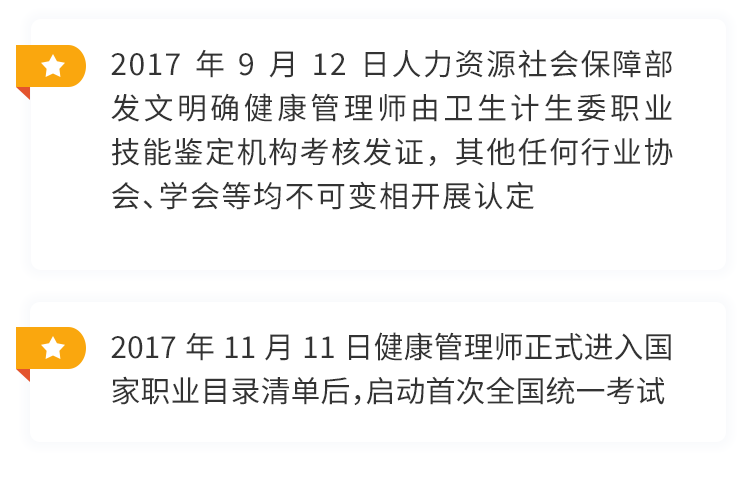 2017 年 9 月 12 日人力资源社会保障部
发文明确健康管理师由卫生计生委职业
技能鉴定机构考核发证，其他任何行业协
会、学会等均不可变相开展认定
2017 年 11 月 11 日健康管理师正式进入国
家职业目录清单后，启动首次全国统一考试